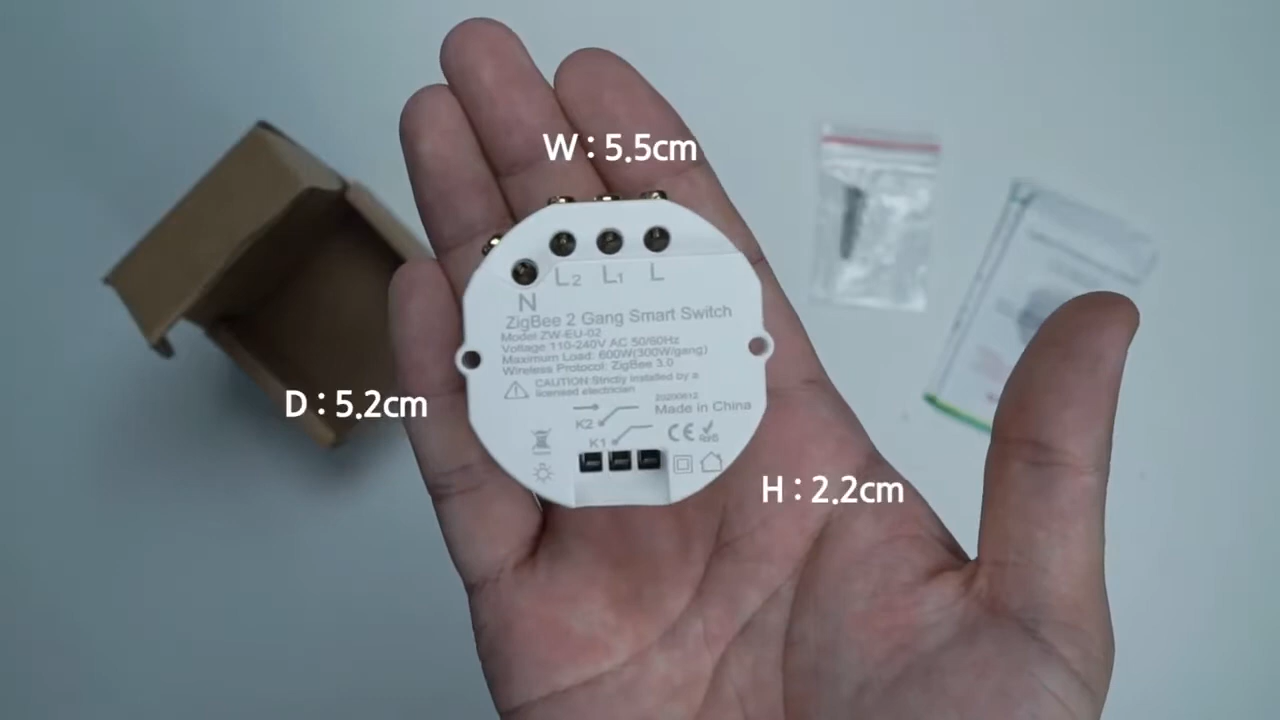 W : 5.5cm
L2 L1 L
N
ZigBee 2 Gang Smart Switch
Model ZW-EU-02
Voltage 110-240V AC 50/60Hz
Maximum Load: 600W(300W/gang)
Wireless Protocol: ZigBee 3.0
CAUTION Strictly installed by a
licensed electrician
20200612
Made in China
D : 5.2cm
K2
K1
CE RoHS
H : 2.2cm